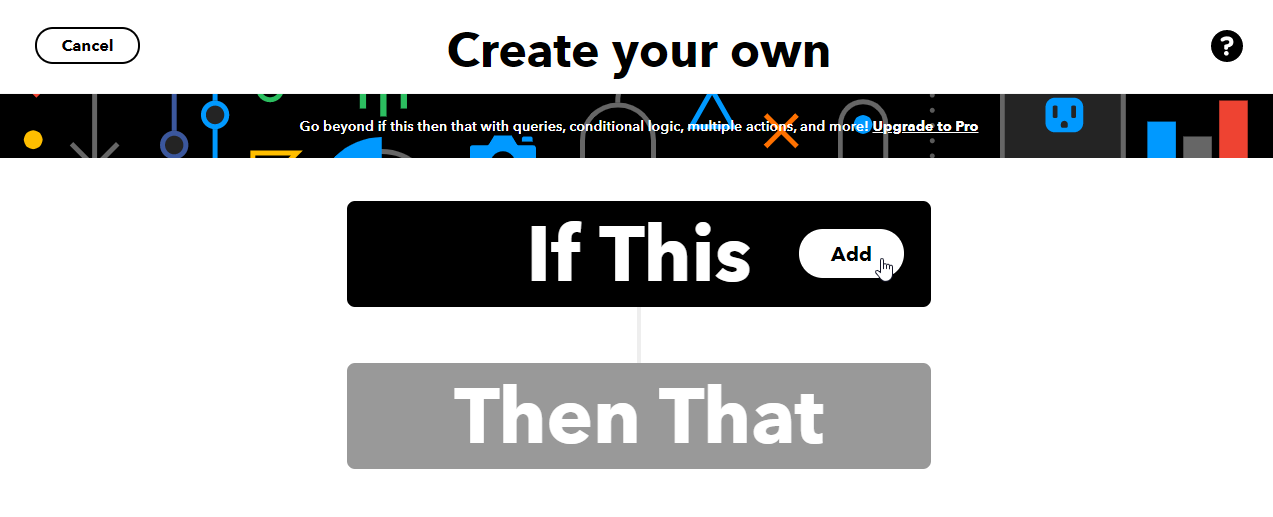 Cancel
Create your own
?
Go beyond if this then that with queries, conditional logic, multiple actions, and more! Upgrade to Pro
If This
Add
Then That